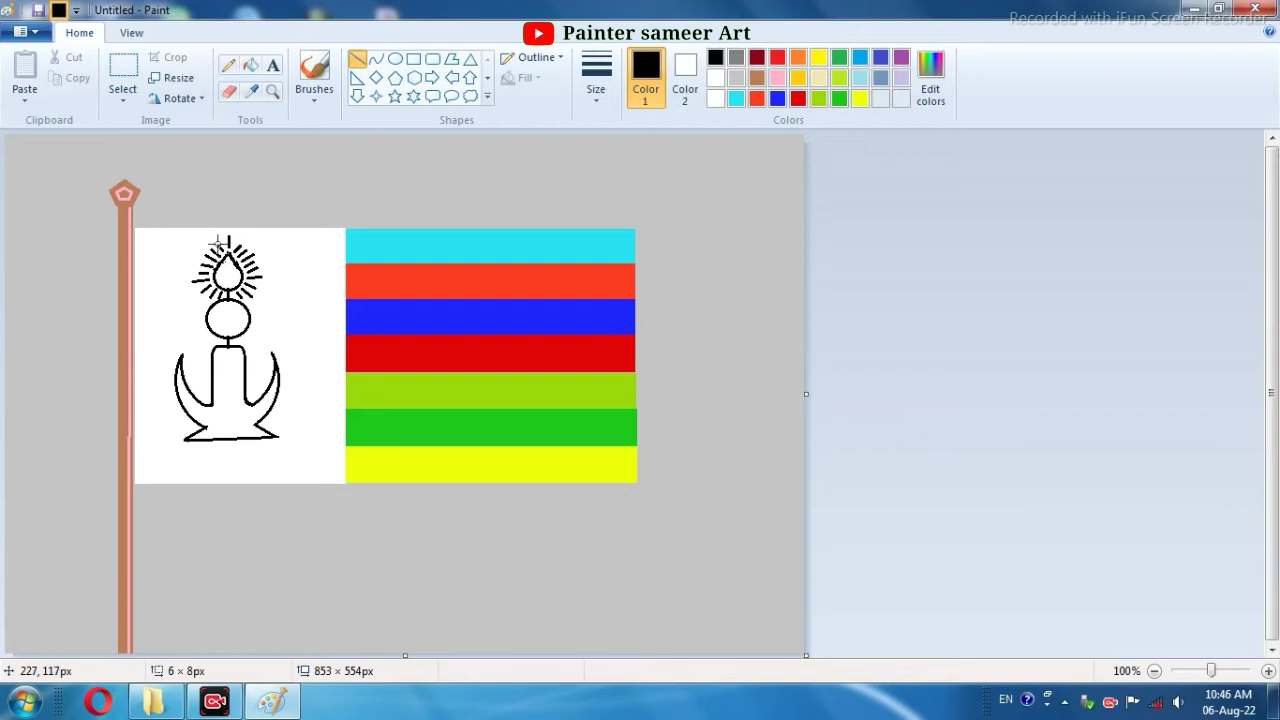 Untitled - Paint
Recorded with iFun Screen Recorder
Home
View
Painter sameer Art
Paste
Cut
Copy
Clipboard
Select
Crop
Resize
Rotate
Image
Tools
Brushes
Outline
Fill
Shapes
Size
Color
1
Color
2
Edit
colors
Colors
227, 117px
6 × 8px
853 × 554px
100%
EN
10:46 AM
06-Aug-22